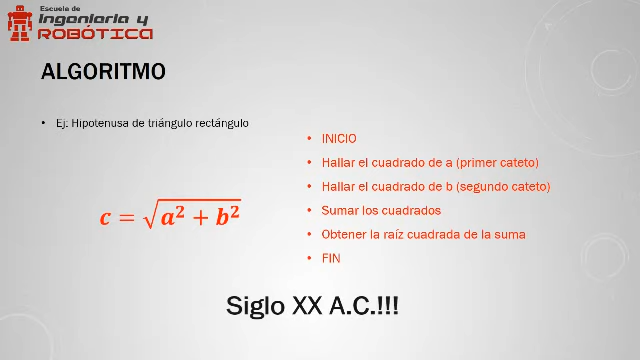 Escuela de
Ingeniería y
ROBÓTICA
ALGORITMO
• Ej: Hipotenusa de triángulo rectángulo
• INICIO
• Hallar el cuadrado de a (primer cateto)
• Hallar el cuadrado de b (segundo cateto)
• Sumar los cuadrados
• Obtener la raíz cuadrada de la suma
• FIN
c = √(a² + b²)
Siglo XX A.C.!!!